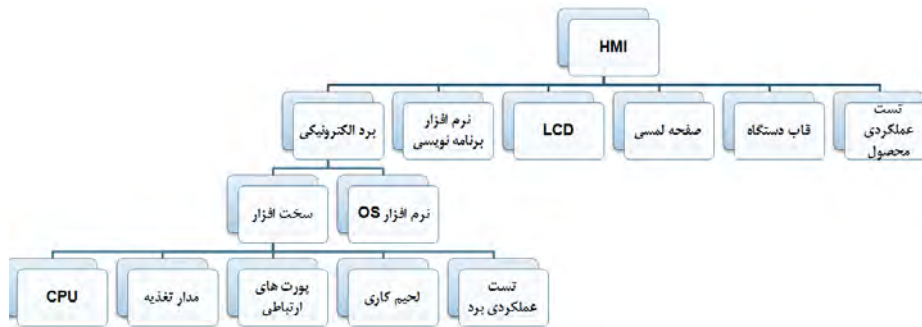 HMI
تست
عملکردی
محصول
قاب دستگاه
صفحه لمسی
LCD
نرم افزار
برنامه نویسی
برد الکترونیکی
نرم افزار OS
سخت افزار
تست
عملکردی برد
لحیم کاری
پورت های
ارتباطی
مدار تغذیه
CPU